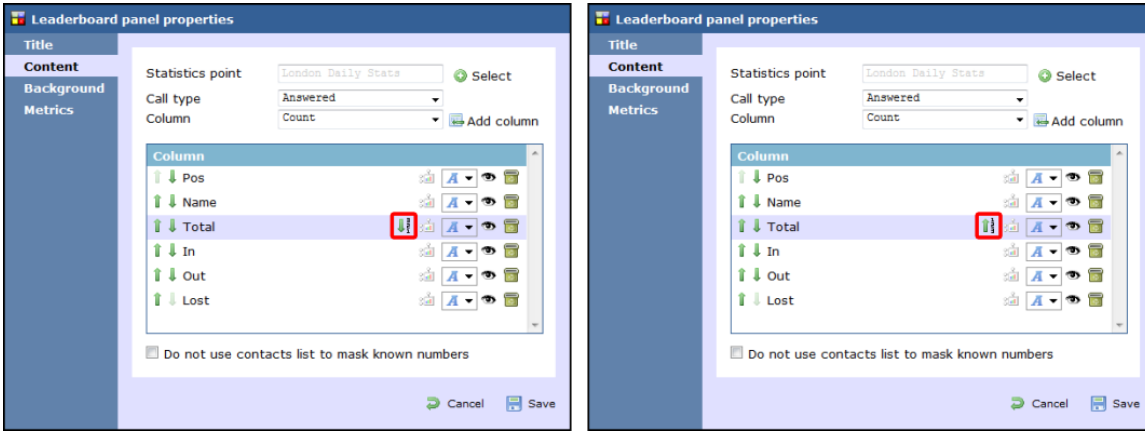 Leaderboard panel properties
Title
Content
Background
Metrics
Statistics point London Daily Stats Select
Call type Answered
Column Count Add column
Column
Pos A
Name A
Total A
In A
Out A
Lost A
Do not use contacts list to mask known numbers
Cancel Save
Leaderboard panel properties
Title
Content
Background
Metrics
Statistics point London Daily Stats Select
Call type Answered
Column Count Add column
Column
Pos A
Name A
Total A
In A
Out A
Lost A
Do not use contacts list to mask known numbers
Cancel Save